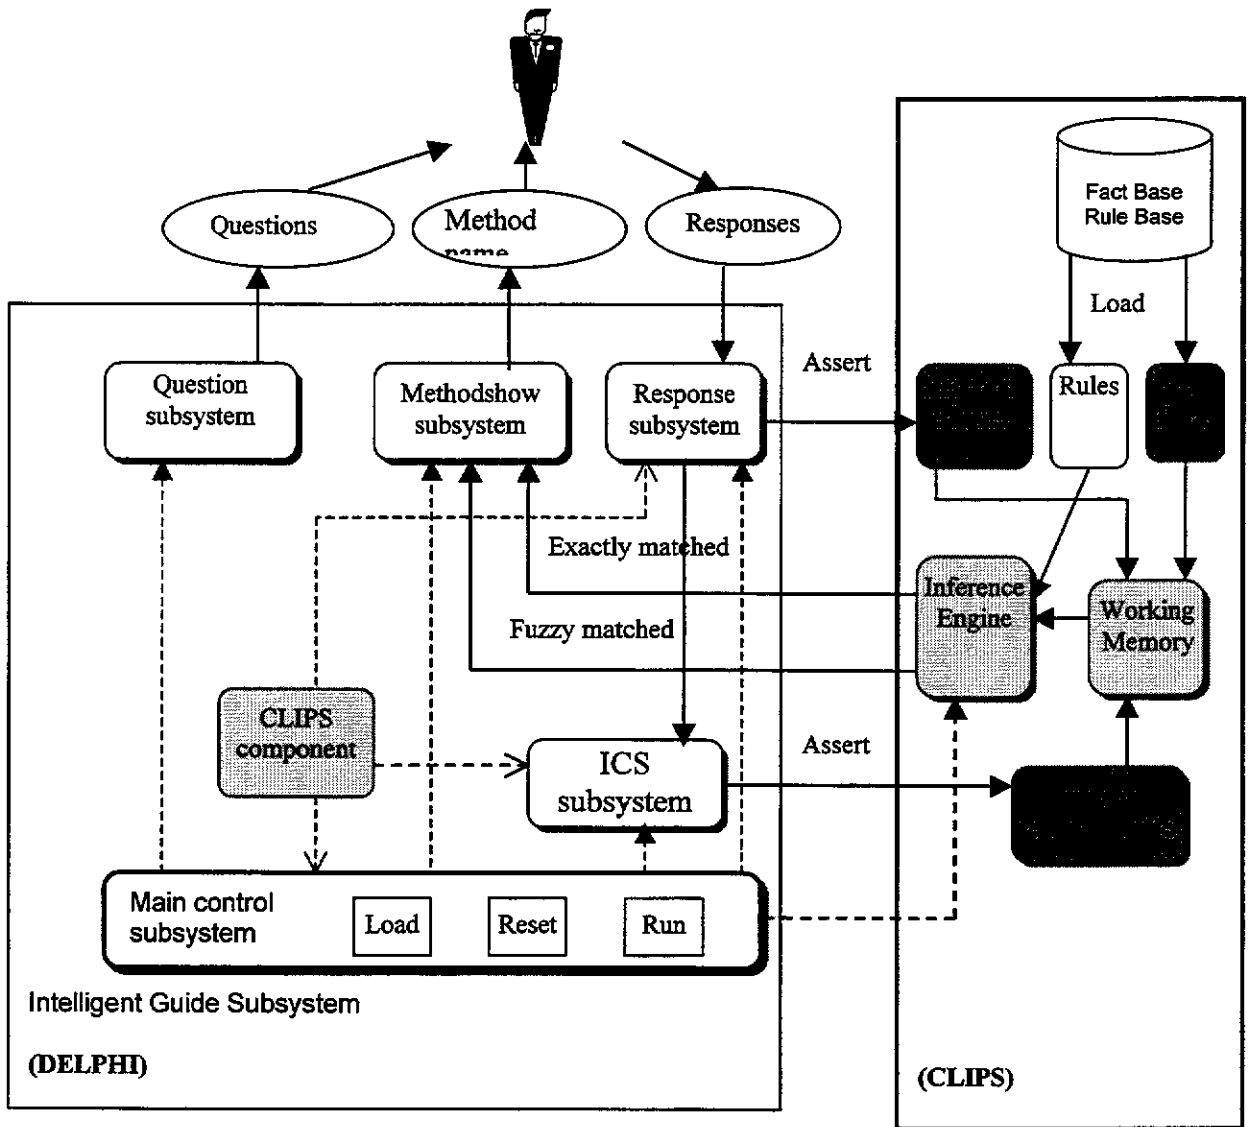 Fact Base
Rule Base
Questions
Method
name
Responses
Load
Assert
Question
subsystem
Methodshow
subsystem
Response
subsystem
Rules
Exactly matched
Fuzzy matched
Inference
Engine
Working
Memory
CLIPS
component
ICS
subsystem
Assert
Main control
subsystem
Load
Reset
Run
Intelligent Guide Subsystem
(DELPHI)
(CLIPS)